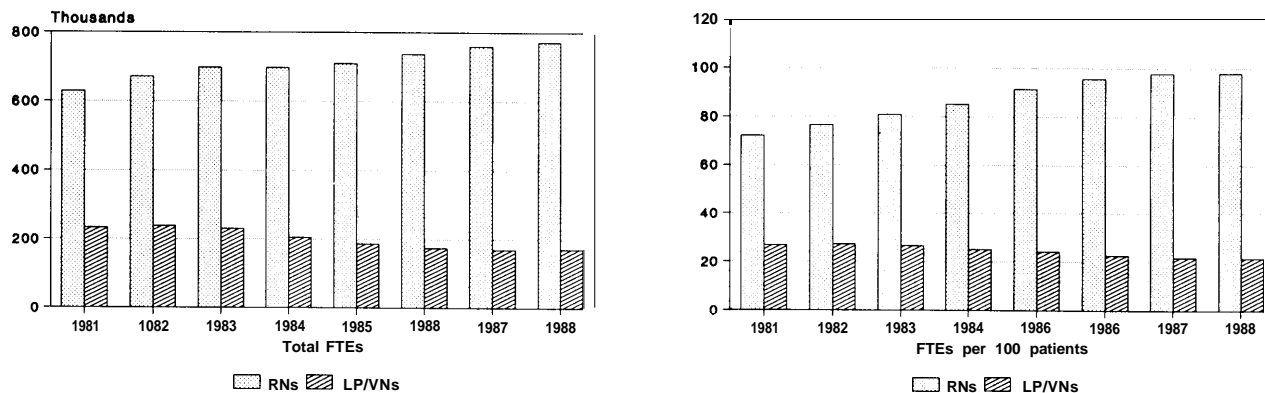 Thousands
800
600
400
200
0
1981 1082 1983 1984 1985 1988 1987 1988
Total FTEs
RNs LP/VNs
120
100
80
60
40
20
0
1981 1982 1983 1984 1986 1986 1987 1988
FTEs per 100 patients
RNs LP/VNs